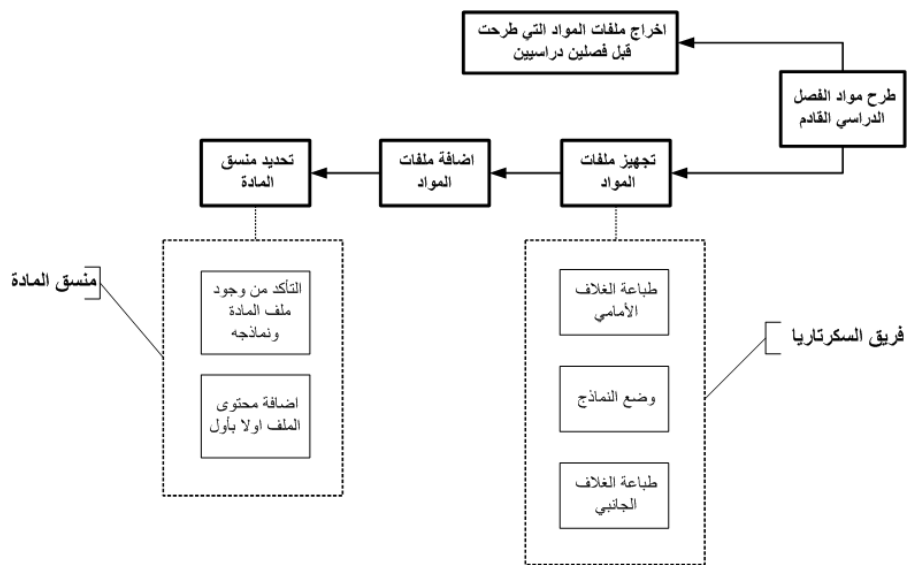 اخراج ملفات المواد التي طرحت
قبل فصلين دراسيين
طرح مواد الفصل
الدراسي القادم
تجهيز ملفات
المواد
اضافة ملفات
المواد
تحديد منسق
المادة
فريق السكرتاريا
طباعة الغلاف
الأمامي
وضع النماذج
طباعة الغلاف
الجانبي
التأكد من وجود
ملف المادة
ونماذجه
اضافة محتوى
الملف اولا بأول
منسق المادة